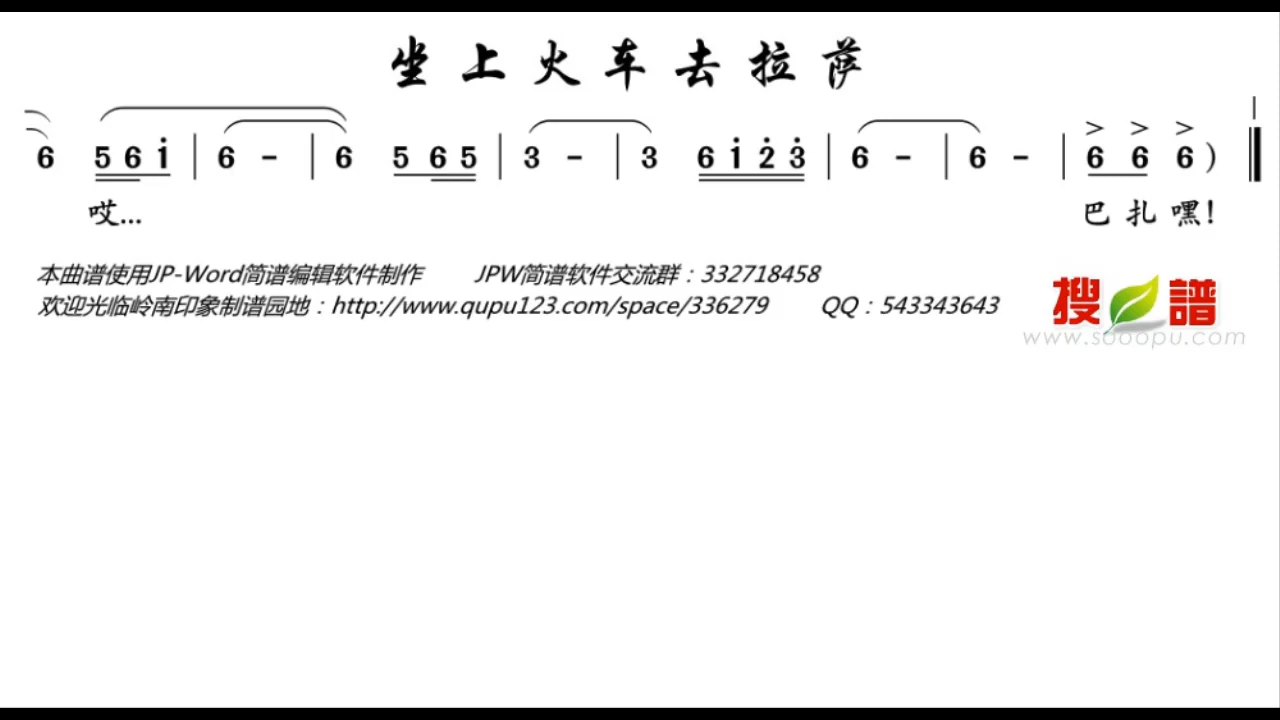 坐上火车去拉萨
6 5 6 1 | 6 - | 6 5 6 5 | 3 - | 3 6 1 2 3 | 6 - | 6 - | 6 6 6 )
哎... 巴扎嘿!
本曲谱使用JP-Word简谱编辑软件制作 JPW简谱软件交流群：332718458
欢迎光临岭南印象制谱园地：http://www.qupu123.com/space/336279 QQ：543343643
搜 譜
www.sooopu.com